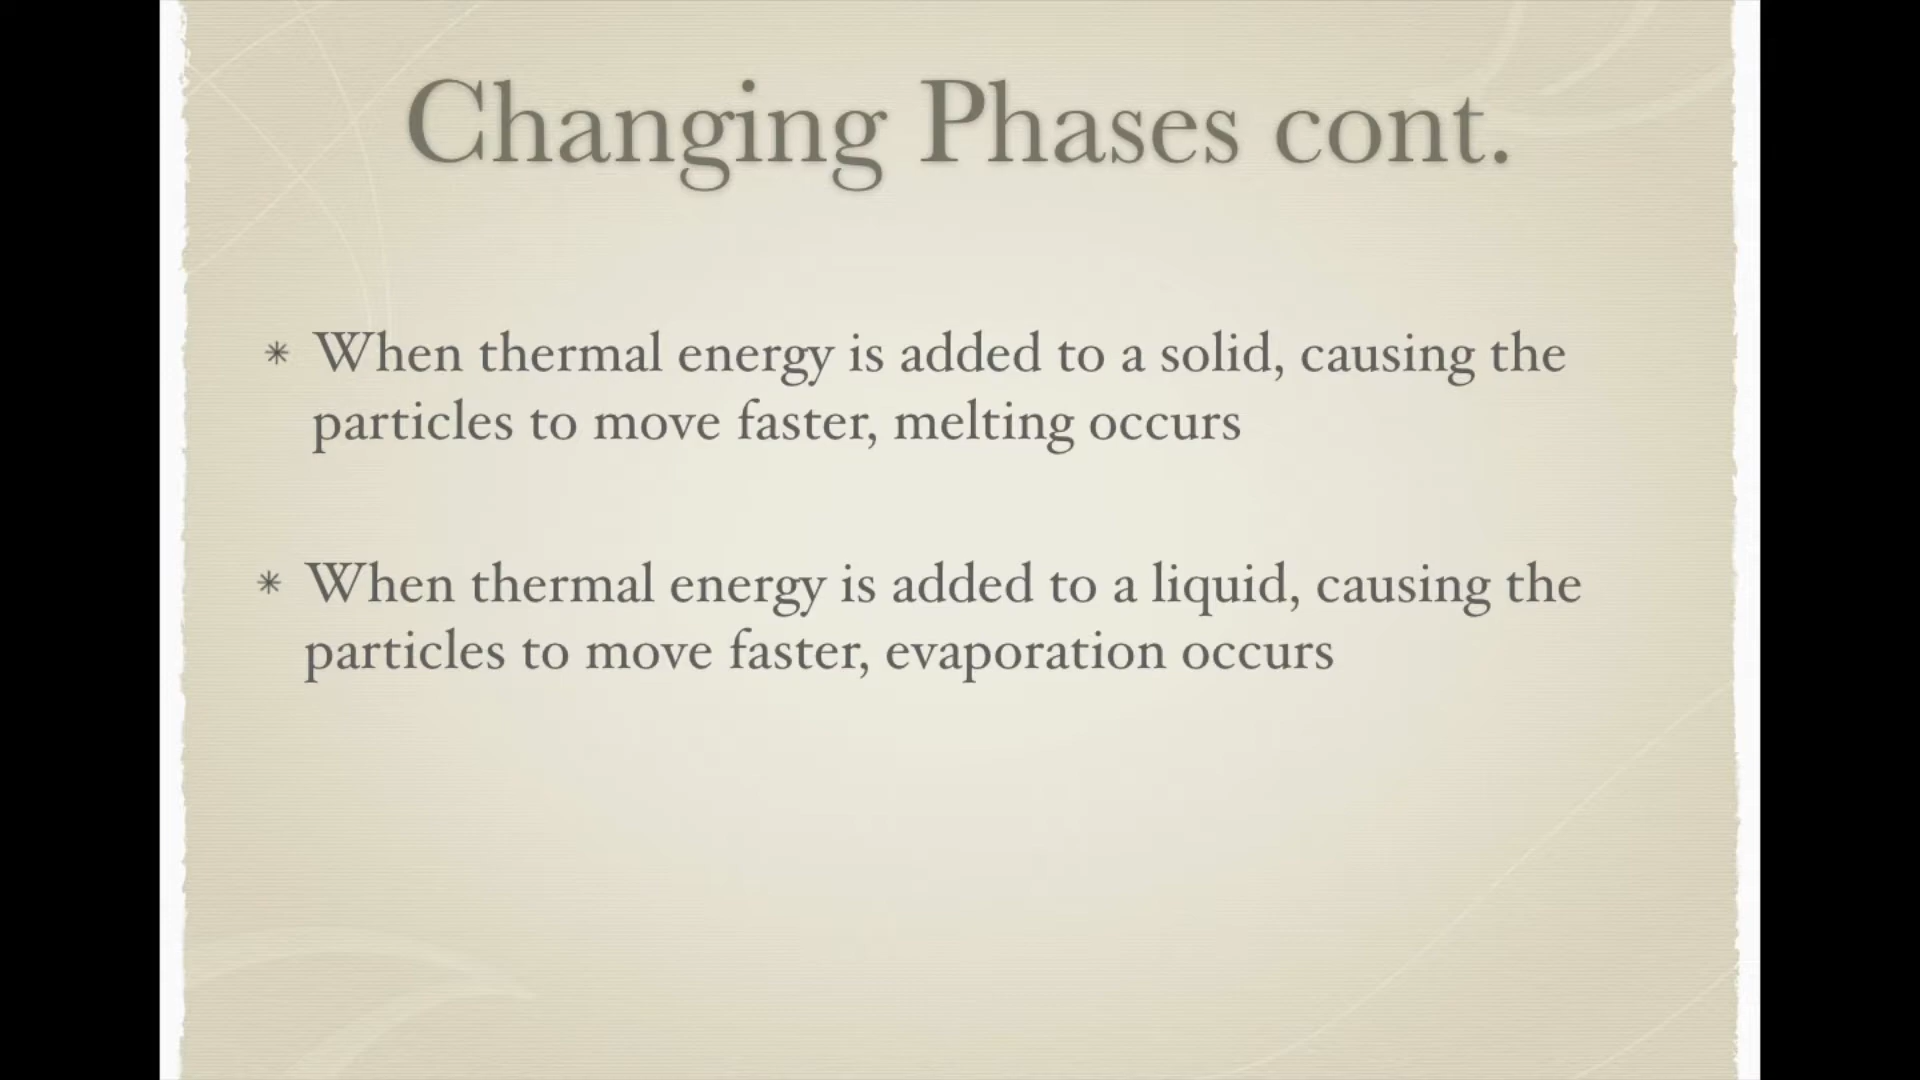 Changing Phases cont.
* When thermal energy is added to a solid, causing the
particles to move faster, melting occurs
* When thermal energy is added to a liquid, causing the
particles to move faster, evaporation occurs